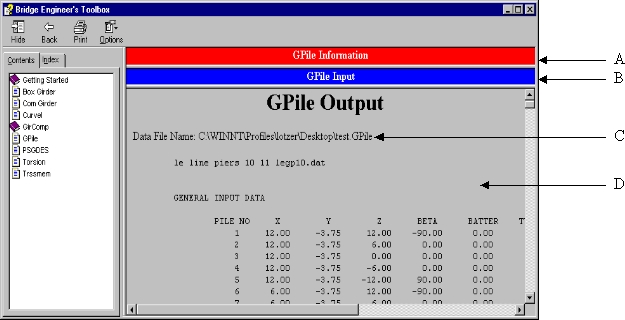 Bridge Engineer's Toolbox
Hide Back Print Options
Contents Index
Getting Started
Box Girder
Com Girder
Curvel
GirComp
GPile
PSGDES
Torsion
Trssmem
GPile Information
GPile Input
GPile Output
Data File Name: C:\WINNT\Profiles\lotzer\Desktop\test.GPile
le line piers 10 11 legp10.dat
GENERAL INPUT DATA
PILE NO X Y Z BETA BATTER T
1 12.00 -3.75 12.00 -90.00 0.00
2 12.00 -3.75 6.00 0.00 0.00
3 12.00 -3.75 0.00 0.00 0.00
4 12.00 -3.75 -6.00 0.00 0.00
5 12.00 -3.75 -12.00 90.00 0.00
6 6.00 -3.75 12.00 -90.00 0.00
7 6.00 -3.75 6.00 0.00 0.00
A
B
C
D